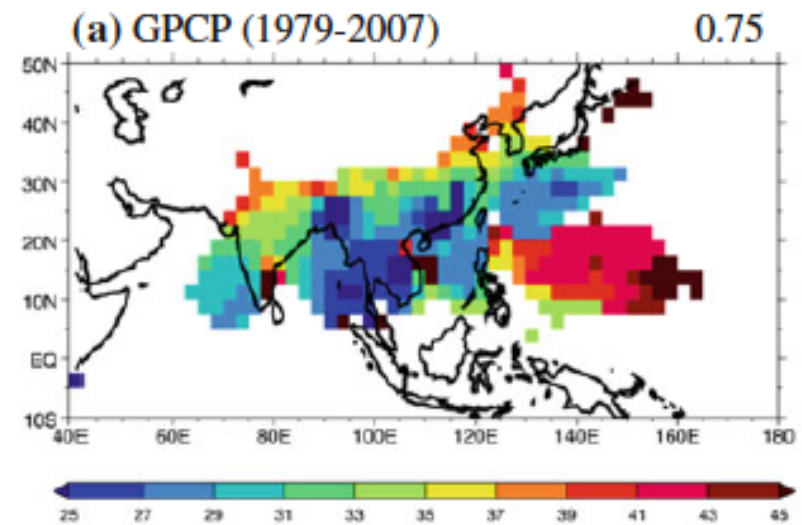 (a) GPCP (1979-2007) 0.75
50N
40N
30N
20N
10N
EQ
10S
40E 60E 80E 100E 120E 140E 160E 180
25 27 29 31 33 35 37 39 41 43 45